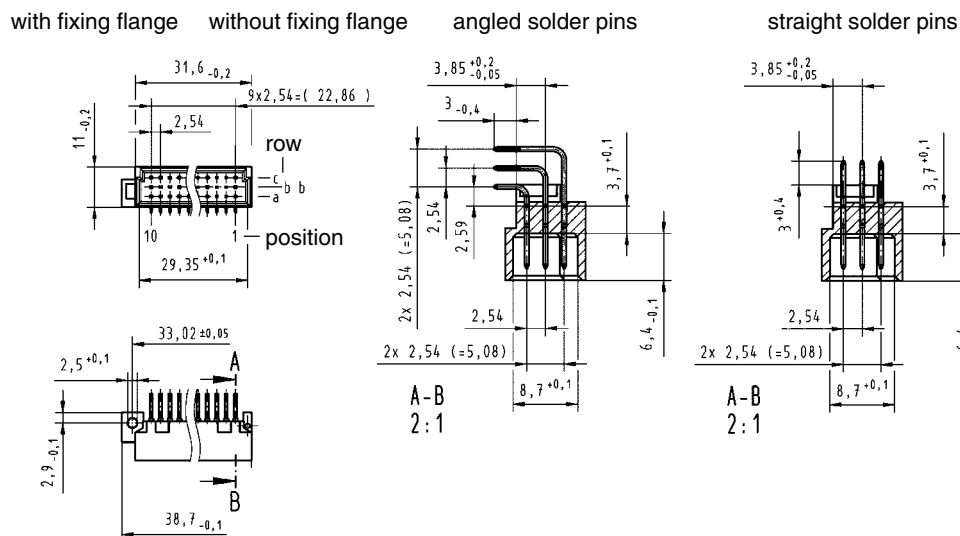 with fixing flange without fixing flange angled solder pins straight solder pins
31,6 -0,2
9x2,54=( 22,86 )
11 -0,2
2,54
row
c
b b
a
10 1 position
29,35 +0,1
33,02 ±0,05
2,5 +0,1
A
2,9 -0,1
B
38,7 -0,1
3,85 +0,2 -0,05
3 -0,4
3,7 +0,1
2x 2,54 (=5,08)
2,54
2,59
6,4 -0,1
2,54
2x 2,54 (=5,08)
8,7 +0,1
A-B
2:1
3,85 +0,2 -0,05
3 +0,4
3,7 +0,1
2,54
2x 2,54 (=5,08)
8,7 +0,1
A-B
2:1